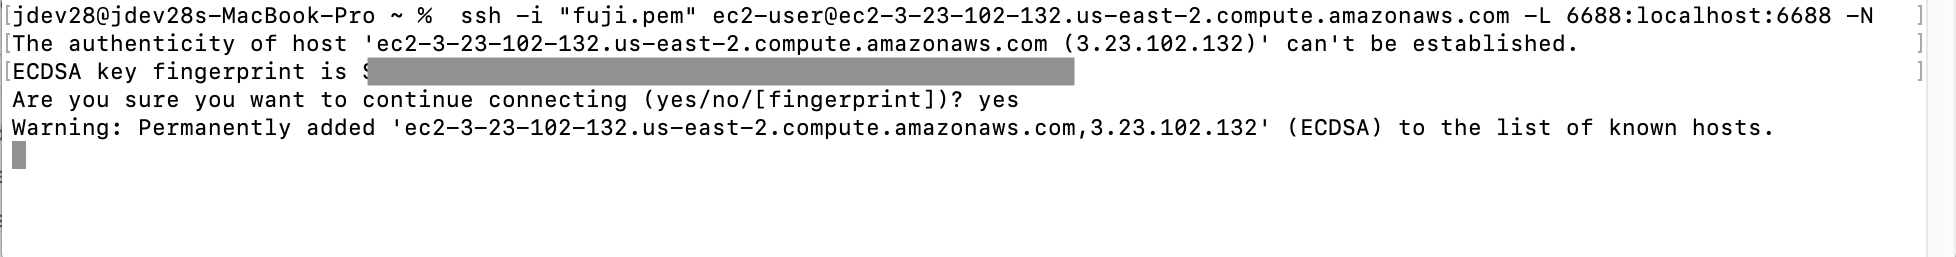 [jdev28@jdev28s-MacBook-Pro ~ %  ssh -i "fuji.pem" ec2-user@ec2-3-23-102-132.us-east-2.compute.amazonaws.com -L 6688:localhost:6688 -N ]
[The authenticity of host 'ec2-3-23-102-132.us-east-2.compute.amazonaws.com (3.23.102.132)' can't be established. ]
[ECDSA key fingerprint is ]
Are you sure you want to continue connecting (yes/no/[fingerprint])? yes
Warning: Permanently added 'ec2-3-23-102-132.us-east-2.compute.amazonaws.com,3.23.102.132' (ECDSA) to the list of known hosts.